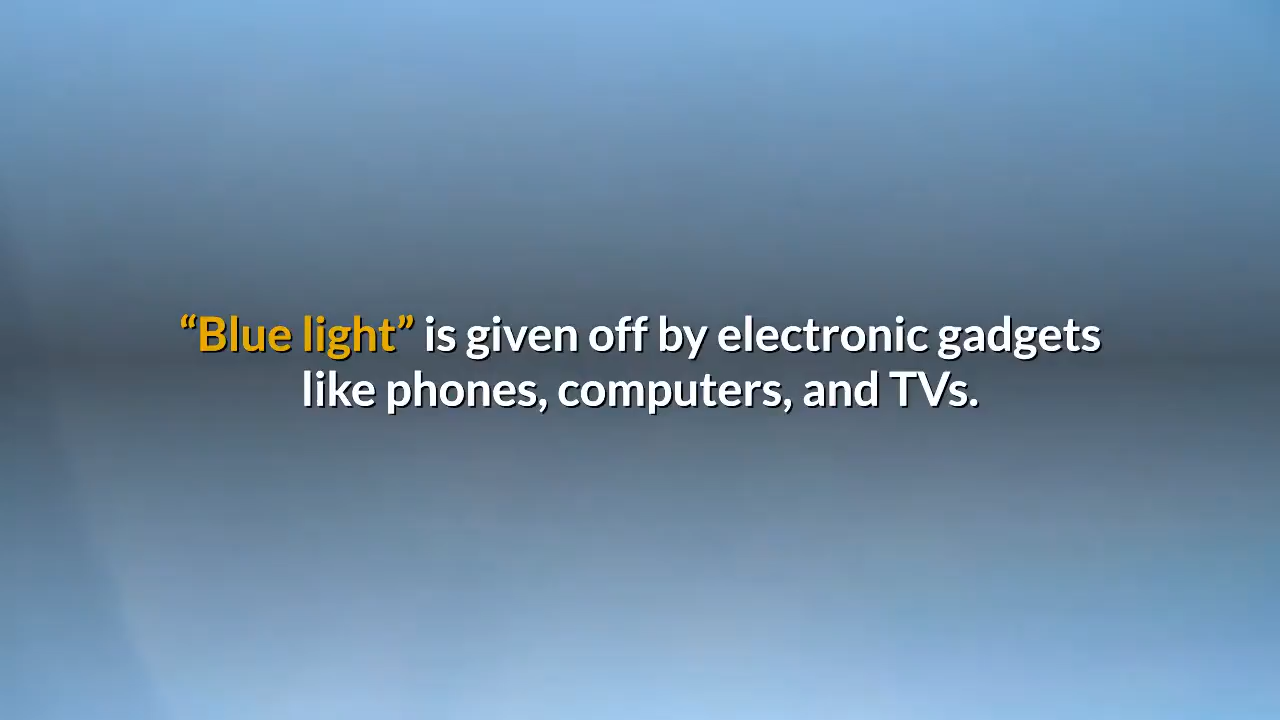 “Blue light” is given off by electronic gadgets
like phones, computers, and TVs.